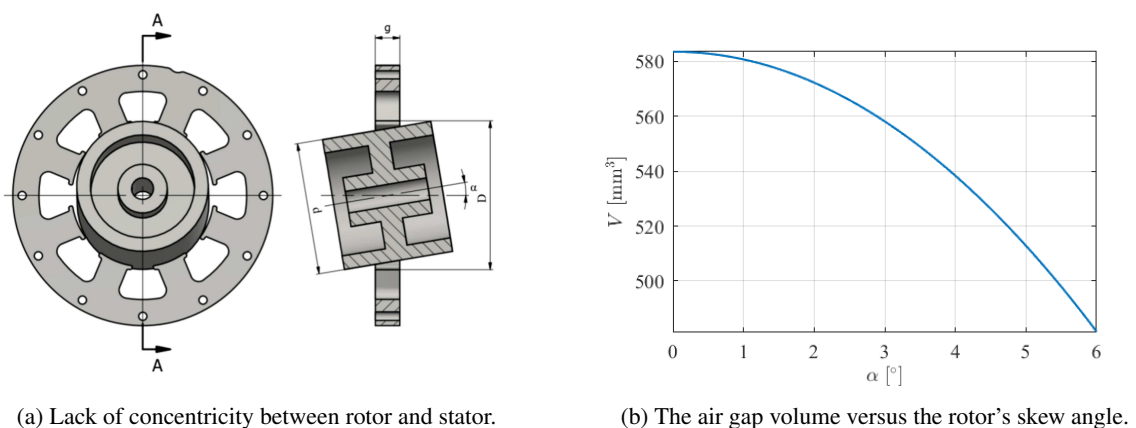 A
A
g
d
α
D
580
560
540
520
500
V [mm³]
0 1 2 3 4 5 6
α [°]
(a) Lack of concentricity between rotor and stator.
(b) The air gap volume versus the rotor's skew angle.